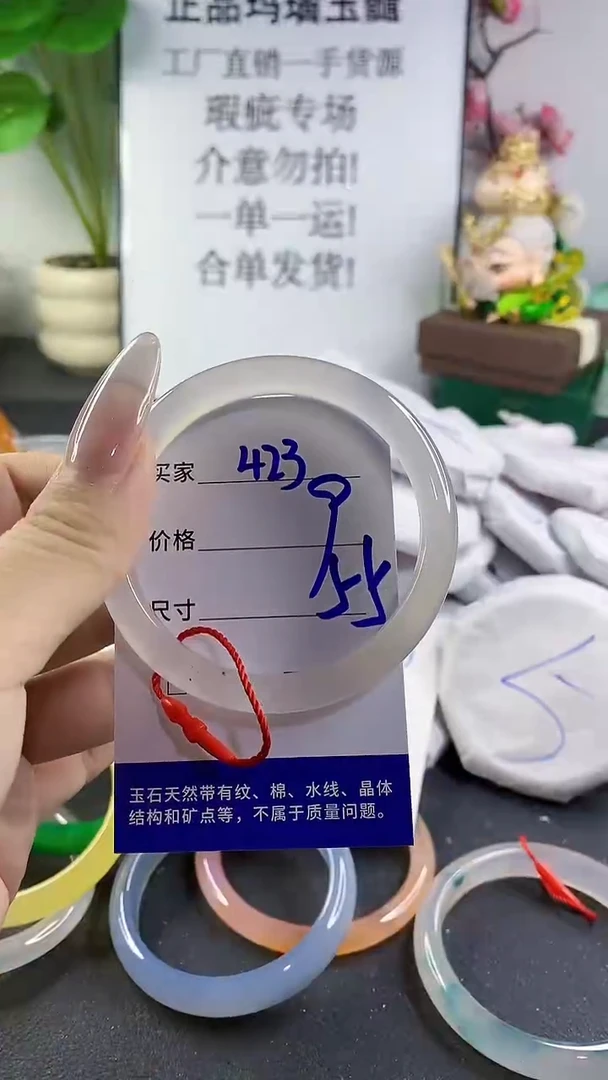 正品玛瑙玉髓
工厂直销一手货源
瑕疵专场
介意勿拍!
一单一运!
合单发货!
买家 423
价格
尺寸 55
玉石天然带有纹、棉、水线、晶体
结构和矿点等，不属于质量问题。